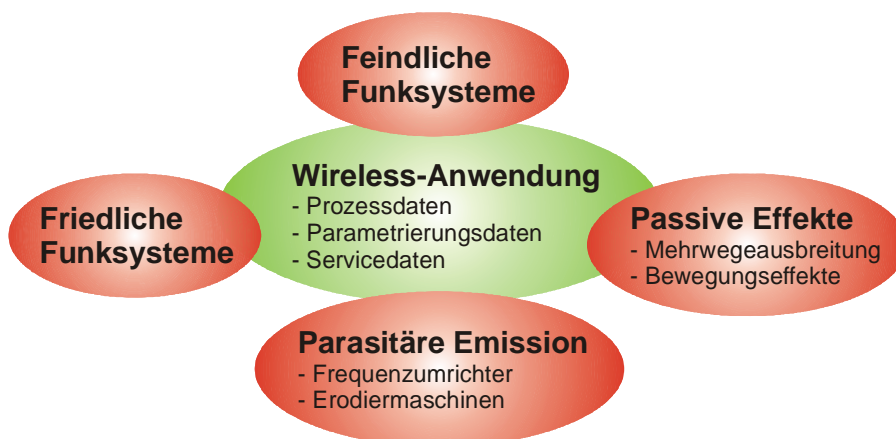 Feindliche
Funksysteme
Wireless-Anwendung
- Prozessdaten
- Parametrierungsdaten
- Servicedaten
Friedliche
Funksysteme
Passive Effekte
- Mehrwegeausbreitung
- Bewegungseffekte
Parasitäre Emission
- Frequenzumrichter
- Erodiermaschinen